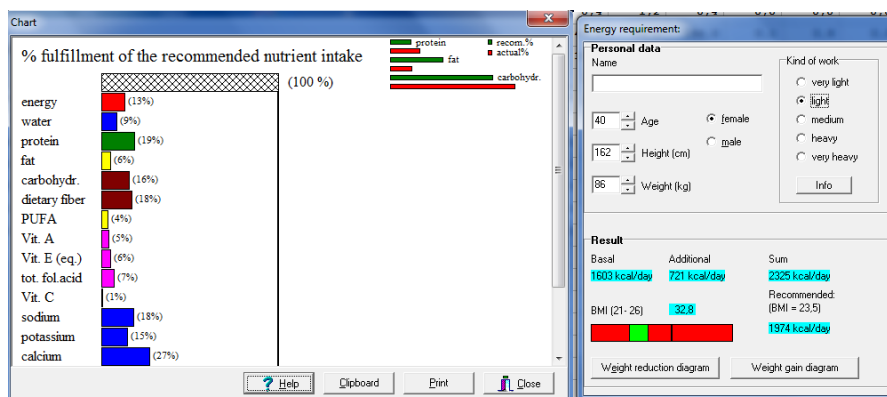 Chart
% fulfillment of the recommended nutrient intake
protein
fat
carbohydr.
recom.%
actual%
(100 %)
energy (13%)
water (9%)
protein (19%)
fat (6%)
carbohydr. (16%)
dietary fiber (18%)
PUFA (4%)
Vit. A (5%)
Vit. E (eq.) (6%)
tot. fol.acid (7%)
Vit. C (1%)
sodium (18%)
potassium (15%)
calcium (27%)
? Help Clipboard Print Close
Energy requirement:
Personal data
Name
Kind of work
very light
light
medium
heavy
very heavy
Info
40 Age
162 Height (cm)
86 Weight (kg)
female
male
Result
Basal Additional Sum
1603 kcal/day 721 kcal/day 2325 kcal/day
BMI (21- 26) 32,8
Recommended:
(BMI = 23,5)
1974 kcal/day
Weight reduction diagram Weight gain diagram